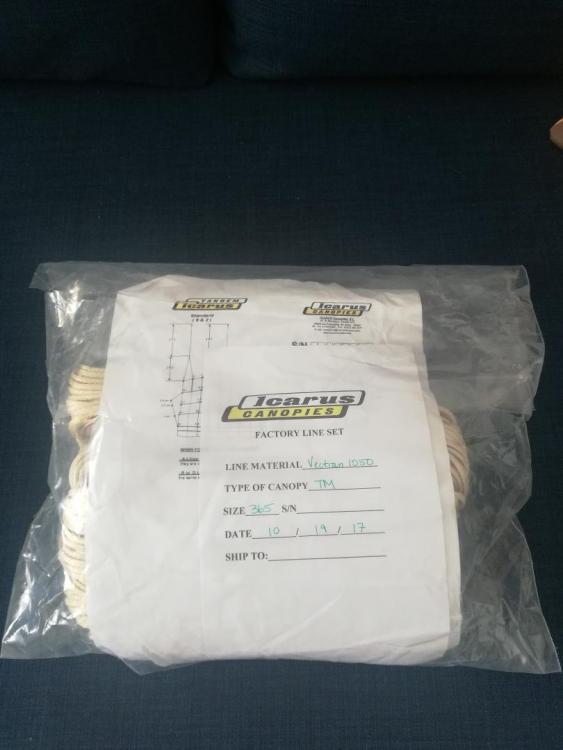 TANDEM
Icarus
Standard
Icarus
CANOPIES
S/N
Icarus
CANOPIES
FACTORY LINE SET
LINE MATERIAL Vectran 1050
TYPE OF CANOPY TM
SIZE 365 S/N
DATE 10 / 19 / 17
SHIP TO: